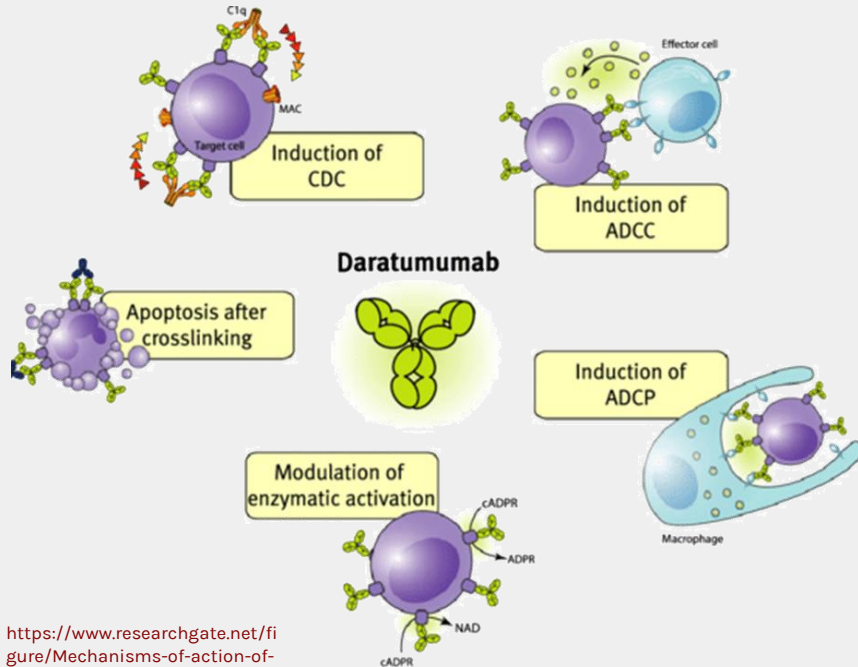 C1q
MAC
Target cell
Induction of
CDC
Effector cell
Induction of
ADCC
Daratumumab
Apoptosis after
crosslinking
Induction of
ADCP
Macrophage
Modulation of
enzymatic activation
cADPR
ADPR
NAD
cADPR
https://www.researchgate.net/fi
gure/Mechanisms-of-action-of-